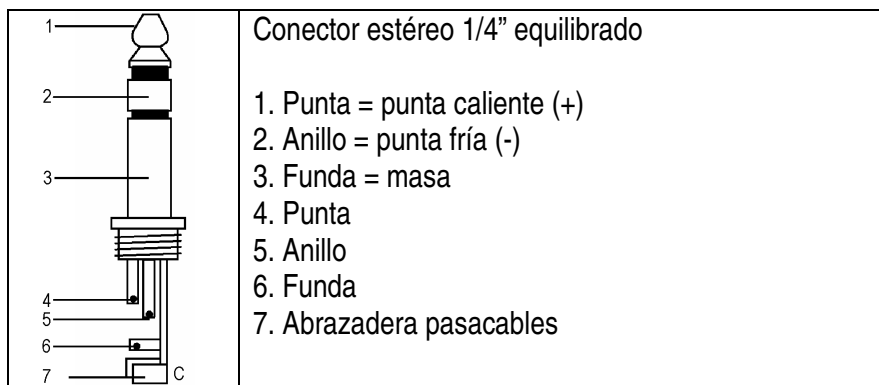 1
2
3
4
5
6
7
C
Conector estéreo 1/4” equilibrado
1. Punta = punta caliente (+)
2. Anillo = punta fría (-)
3. Funda = masa
4. Punta
5. Anillo
6. Funda
7. Abrazadera pasacables